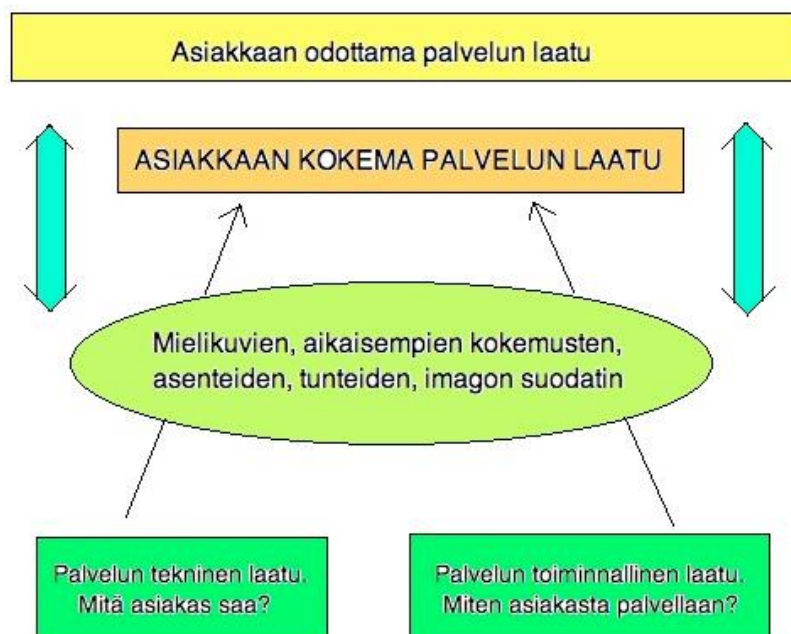 Asiakkaan odottama palvelun laatu
ASIAKKAAN KOKEMA PALVELUN LAATU
Mielikuvien, aikaisempien kokemusten,
asenteiden, tunteiden, imagon suodatin
Palvelun tekninen laatu.
Mitä asiakas saa?
Palvelun toiminnallinen laatu.
Miten asiakasta palvellaan?